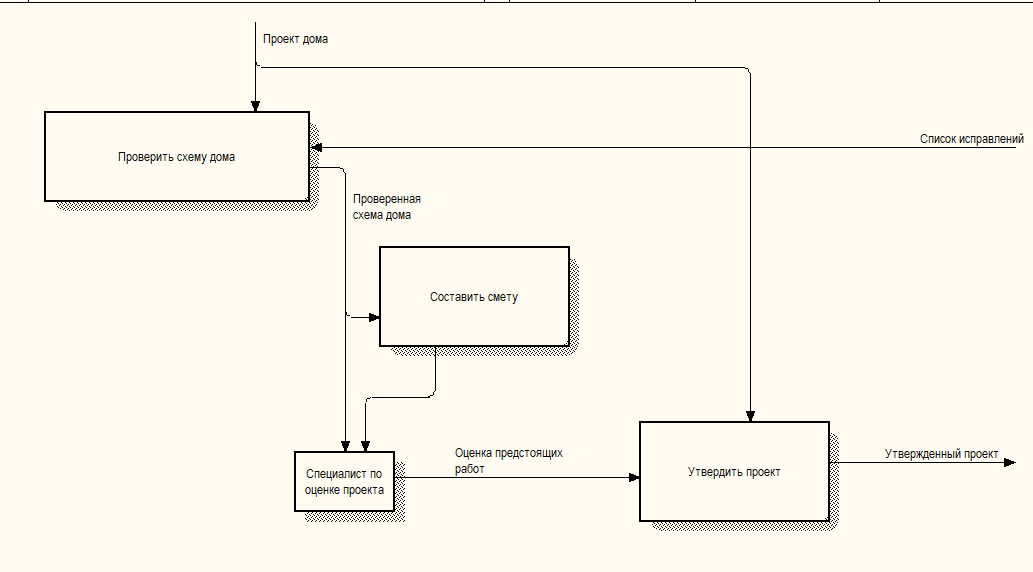 Проект дома
Список исправлений
Проверить схему дома
Проверенная
схема дома
Составить смету
Оценка предстоящих
работ
Утвержденный проект
Специалист по
оценке проекта
Утвердить проект